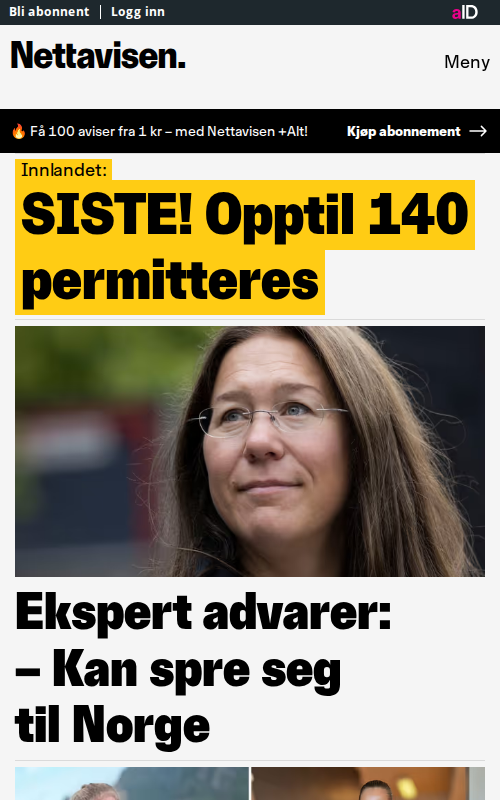 Bli abonnent | Logg inn
aID
Nettavisen.
Meny
🔥 Få 100 aviser fra 1 kr – med Nettavisen +Alt!
Kjøp abonnement →
Innlandet:
SISTE! Opptil 140
permitteres
Ekspert advarer:
– Kan spre seg
til Norge